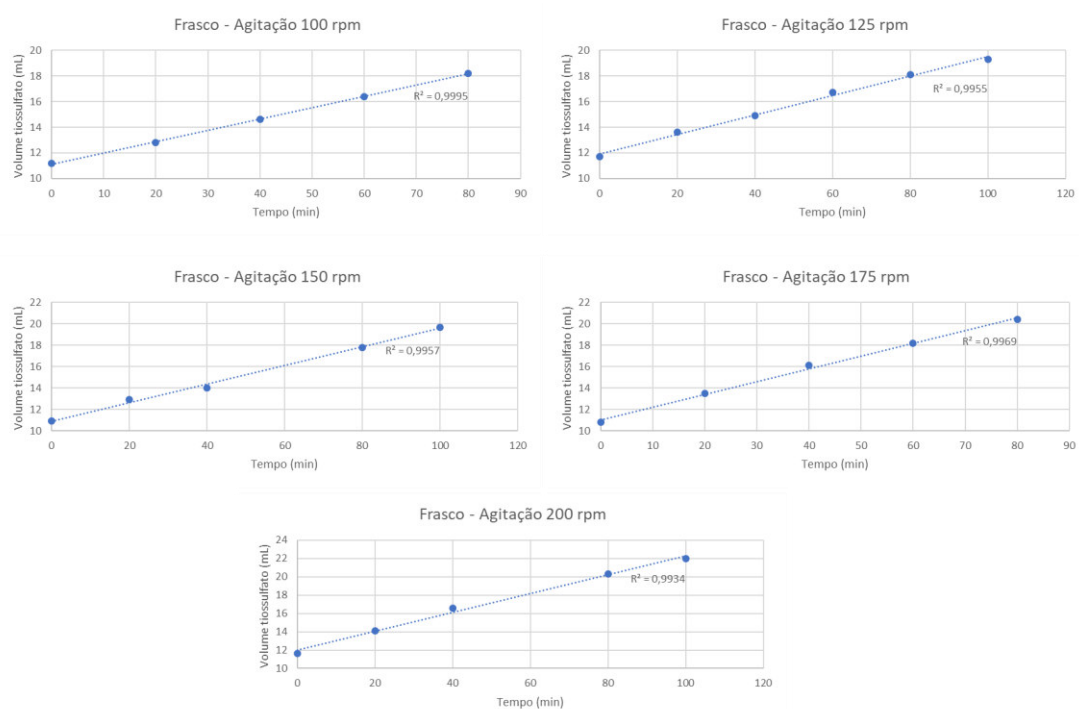 Frasco - Agitação 100 rpm
Volume tiossulfato (mL)
20
18
16
14
12
10
R² = 0,9995
0 10 20 30 40 50 60 70 80 90
Tempo (min)
Frasco - Agitação 125 rpm
Volume tiossulfato (mL)
20
18
16
14
12
10
R² = 0,9955
0 20 40 60 80 100 120
Tempo (min)
Frasco - Agitação 150 rpm
Volume tiossulfato (mL)
22
20
18
16
14
12
10
R² = 0,9957
0 20 40 60 80 100 120
Tempo (min)
Frasco - Agitação 175 rpm
Volume tiossulfato (mL)
22
20
18
16
14
12
10
R² = 0,9969
0 10 20 30 40 50 60 70 80 90
Tempo (min)
Frasco - Agitação 200 rpm
Volume tiossulfato (mL)
24
22
20
18
16
14
12
10
R² = 0,9934
0 20 40 60 80 100 120
Tempo (min)